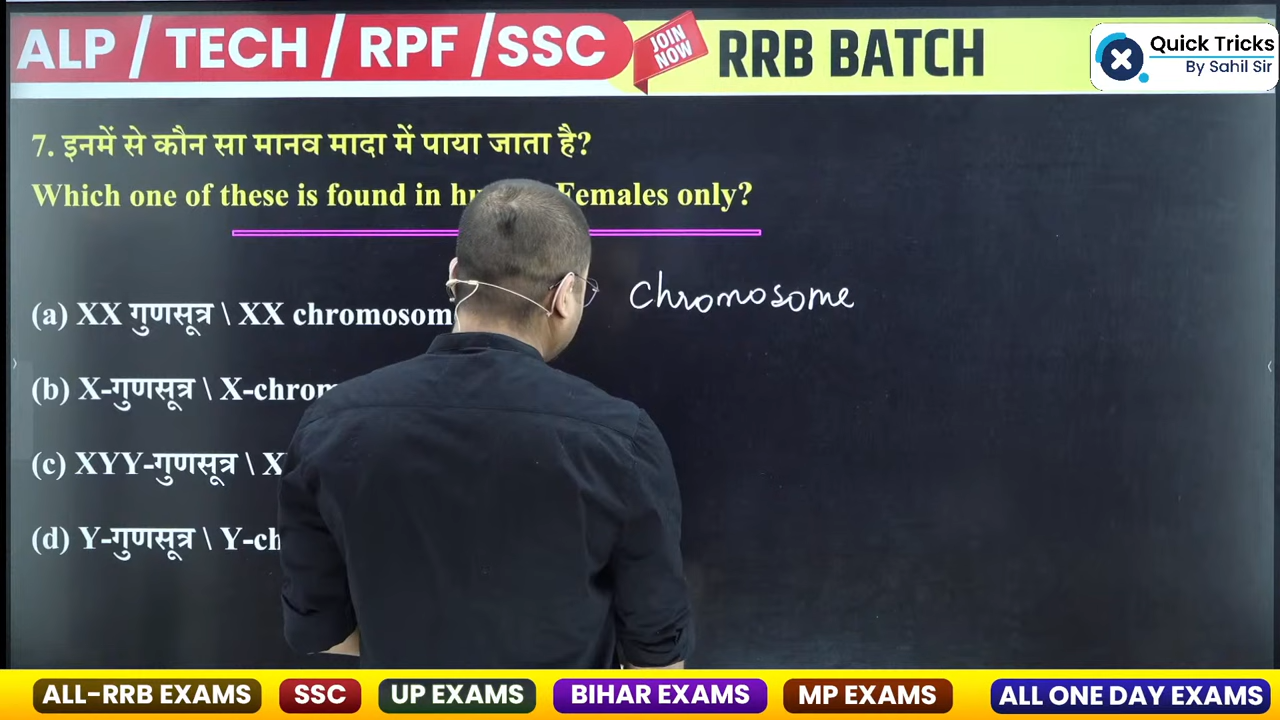 ALP / TECH / RPF / SSC
JOIN NOW
RRB BATCH
Quick Tricks
By Sahil Sir
7. इनमें से कौन सा मानव मादा में पाया जाता है?
Which one of these is found in Females only?
(a) XX गुणसूत्र \ XX chromosom
Chromosome
(b) X-गुणसूत्र \ X-chrom
(c) XYY-गुणसूत्र \ X
(d) Y-गुणसूत्र \ Y-ch
ALL-RRB EXAMS
SSC
UP EXAMS
BIHAR EXAMS
MP EXAMS
ALL ONE DAY EXAMS